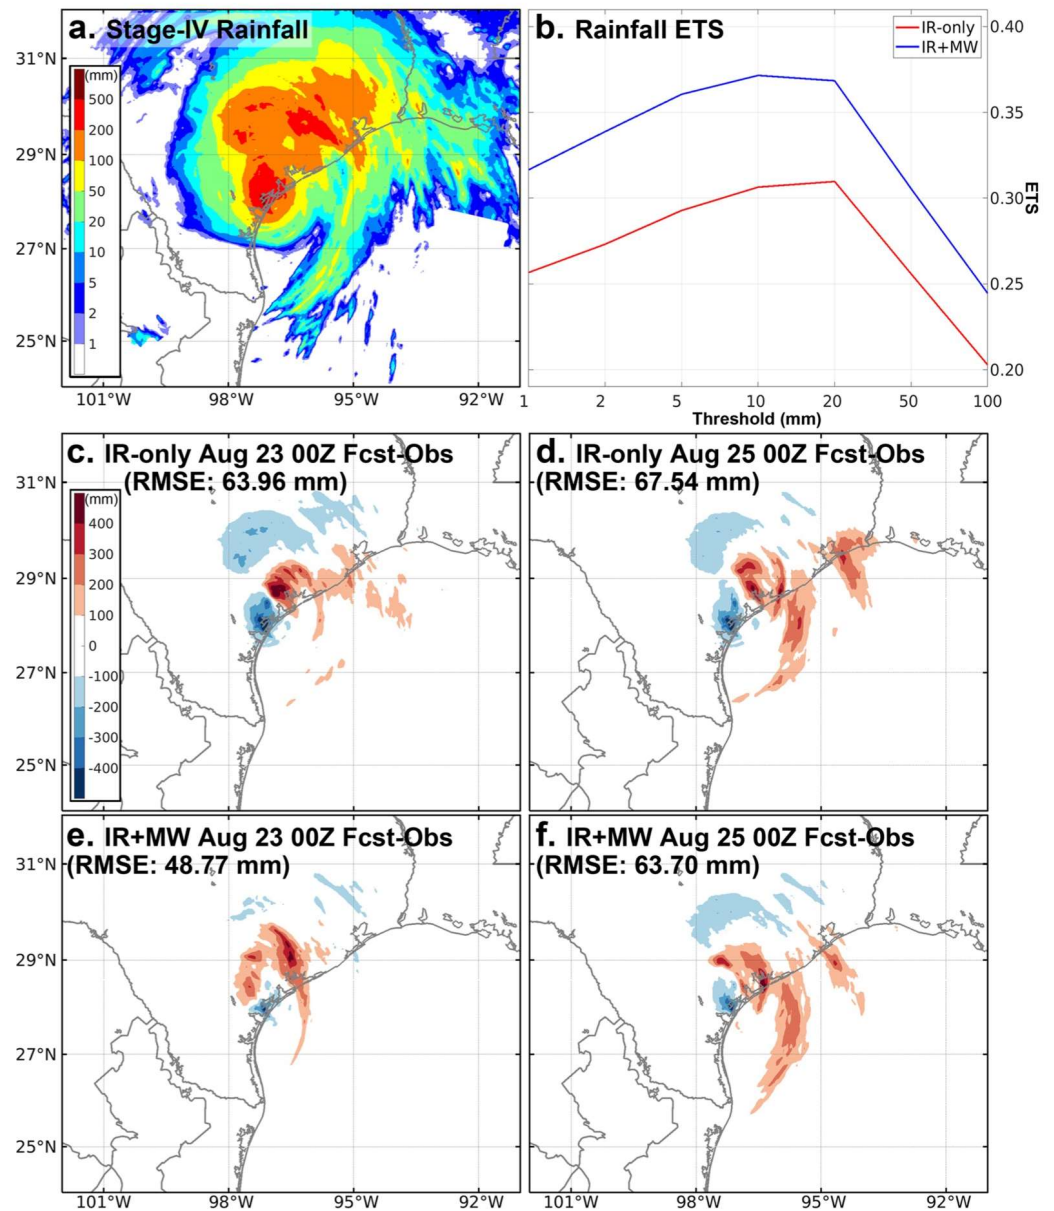 a. Stage-IV Rainfall
31°N
29°N
27°N
25°N
(mm)
500
200
100
50
20
10
5
2
1
101°W 98°W 95°W 92°W
b. Rainfall ETS
IR-only
IR+MW
0.40
0.35
0.30
0.25
0.20
ETS
1 2 5 10 20 50 100
Threshold (mm)
c. IR-only Aug 23 00Z Fcst-Obs
(RMSE: 63.96 mm)
31°N
29°N
27°N
25°N
(mm)
400
300
200
100
0
-100
-200
-300
-400
d. IR-only Aug 25 00Z Fcst-Obs
(RMSE: 67.54 mm)
e. IR+MW Aug 23 00Z Fcst-Obs
(RMSE: 48.77 mm)
31°N
29°N
27°N
25°N
101°W 98°W 95°W 92°W
f. IR+MW Aug 25 00Z Fcst-Obs
(RMSE: 63.70 mm)
101°W 98°W 95°W 92°W